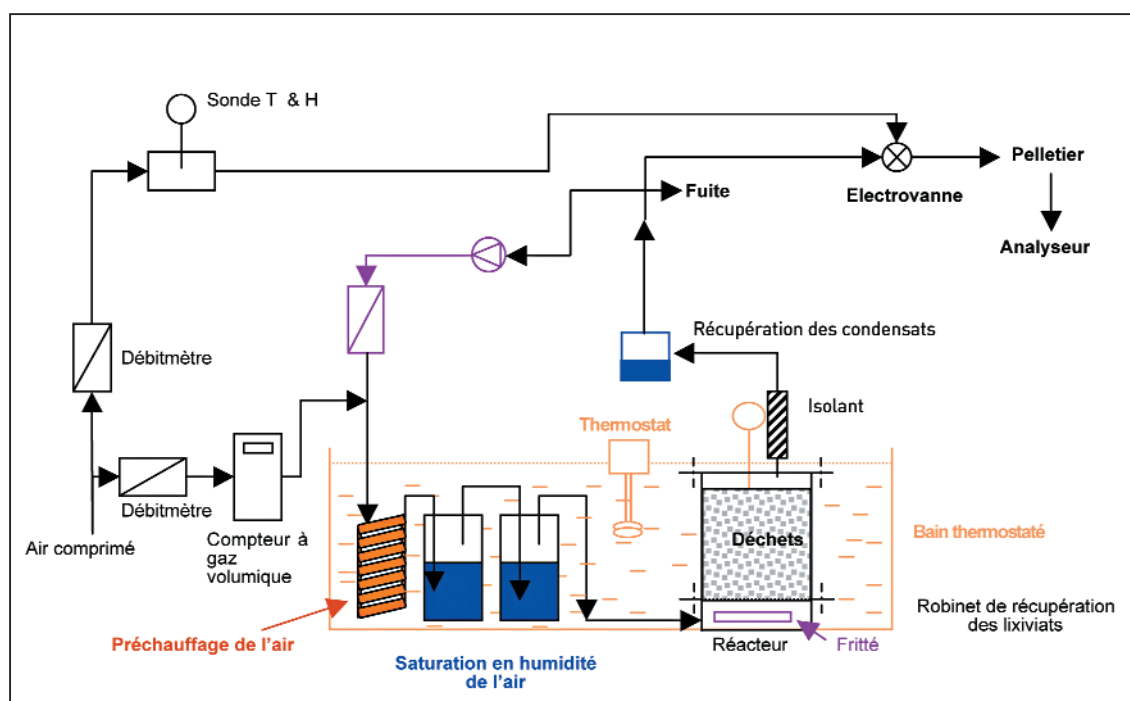 Sonde T & H
Pelletier
Fuite
Electrovanne
Analyseur
Récupération des condensats
Débitmètre
Isolant
Thermostat
Débitmètre
Air comprimé
Compteur à
gaz
volumique
Déchets
Bain thermostaté
Robinet de récupération
des lixiviats
Préchauffage de l'air
Réacteur
Fritté
Saturation en humidité
de l'air